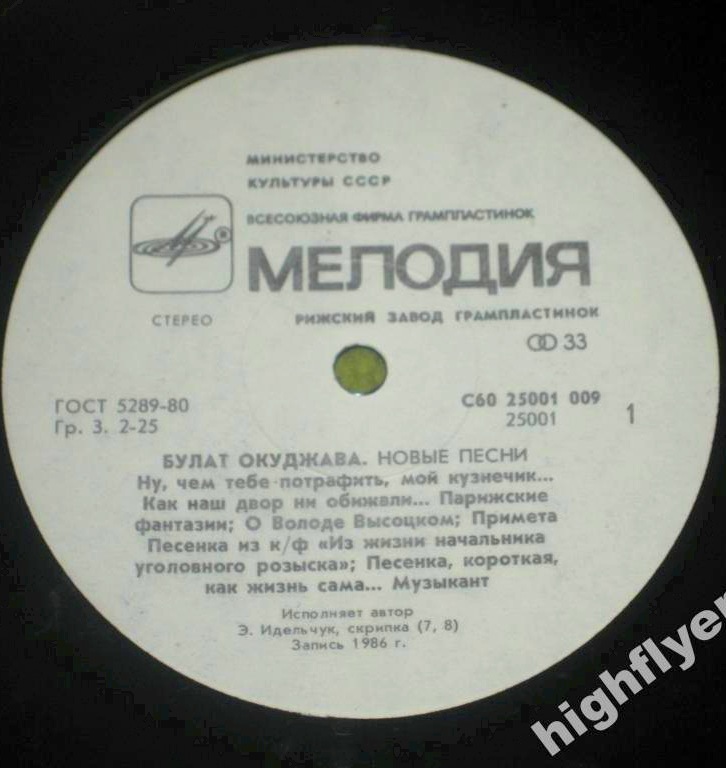 МИНИСТЕРСТВО
КУЛЬТУРЫ СССР
ВСЕСОЮЗНАЯ ФИРМА ГРАМПЛАСТИНОК
®
МЕЛОДИЯ
СТЕРЕО
РИЖСКИЙ ЗАВОД ГРАМПЛАСТИНОК
33
ГОСТ 5289-80
Гр. 3. 2-25
С60 25001 009
25001
1
БУЛАТ ОКУДЖАВА. НОВЫЕ ПЕСНИ
Ну, чем тебе потрафить, мой кузнечик...
Как наш двор ни обижвли... Парижские
фантазии; О Володе Высоцком; Примета
Песенка из к/ф «Из жизни начальника
уголовного розыска»; Песенка, короткая,
как жизнь сама... Музыкант
Исполняет автор
Э. Идельчук, скрипка (7, 8)
Запись 1986 г.
highflyer